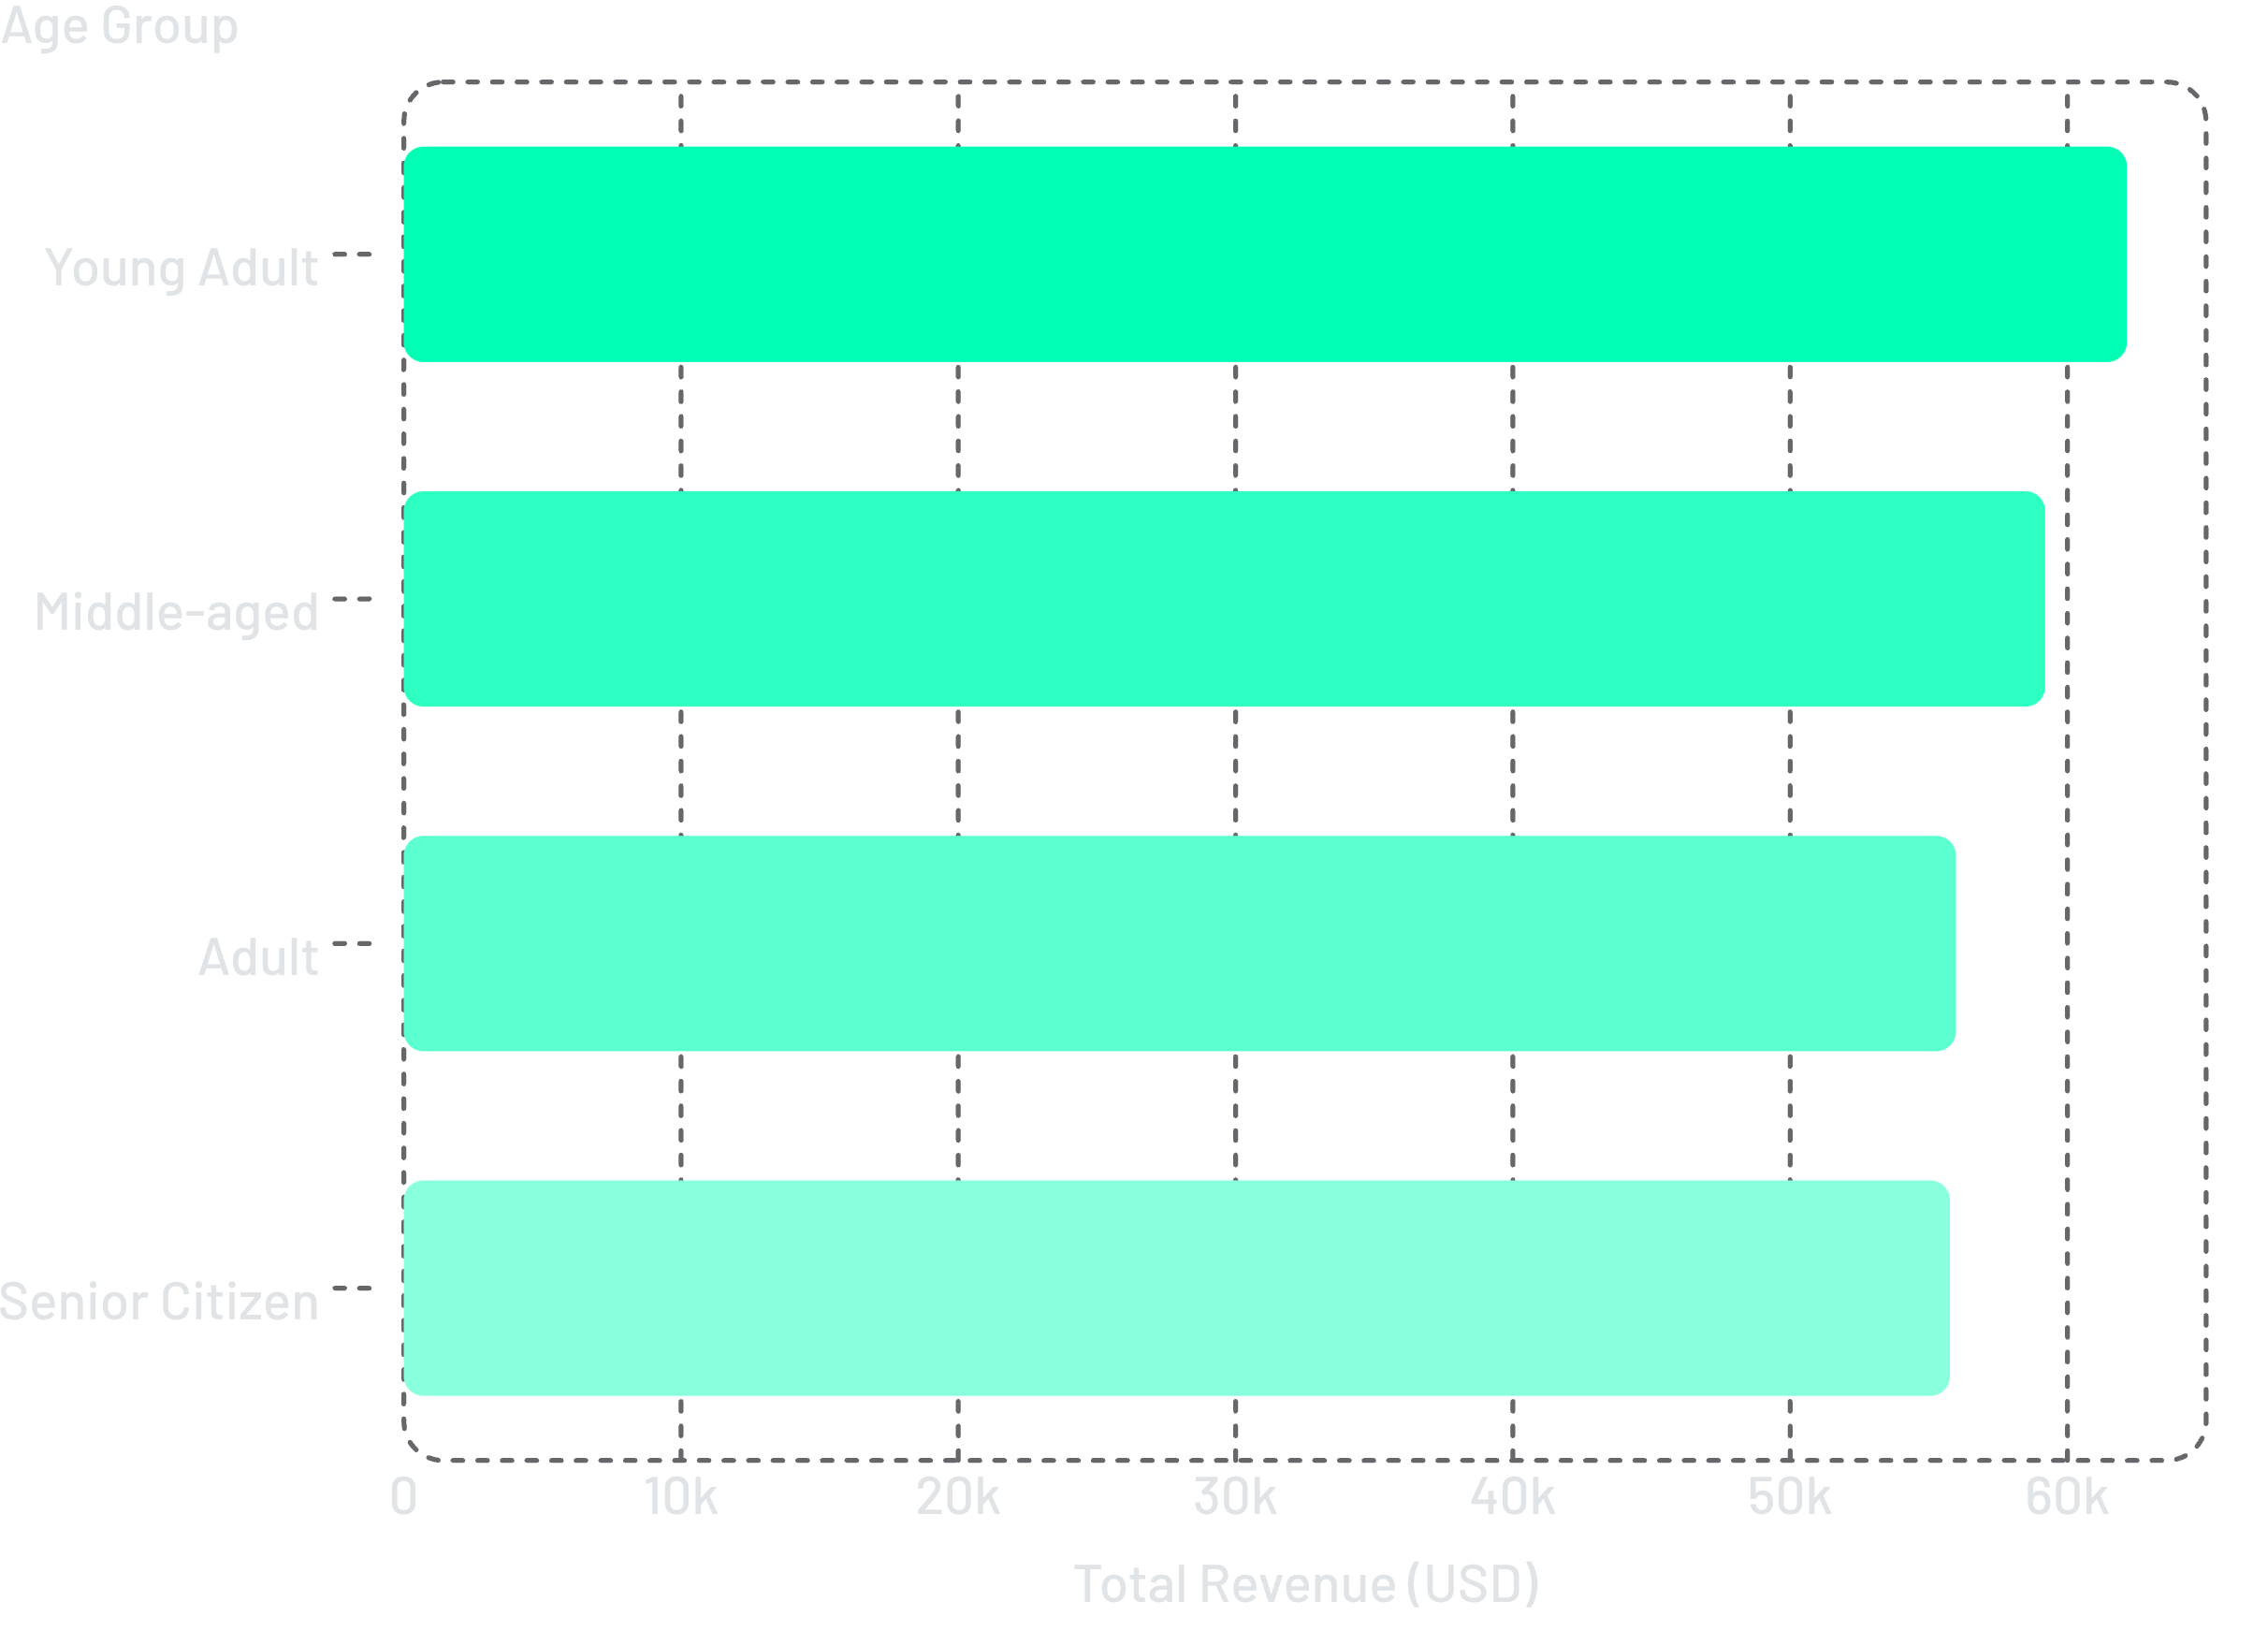 Age Group
Young Adult
Middle-aged
Adult
Senior Citizen
0 10k 20k 30k 40k 50k 60k
Total Revenue (USD)